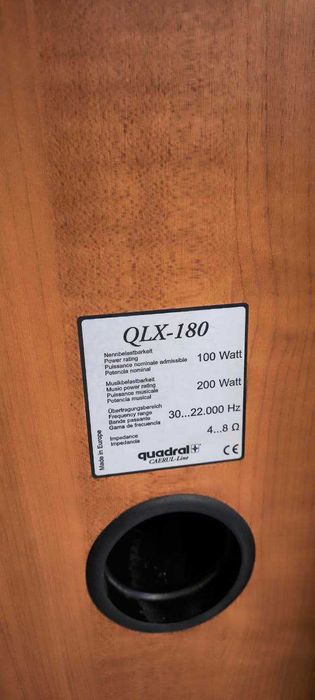 QLX-180
Nennbelastbarkeit
Power rating
Puissance nominale admissible
Potencia nominal
100 Watt
Musikbelastbarkeit
Music power rating
Puissance musicale
Potencia musical
200 Watt
Übertragungsbereich
Frequency range
Bande passante
Gama de frecuencia
30...22.000 Hz
Impedance
Impedancia
4...8 Ω
Made in Europe
quadral
CAERUL-Line
CE